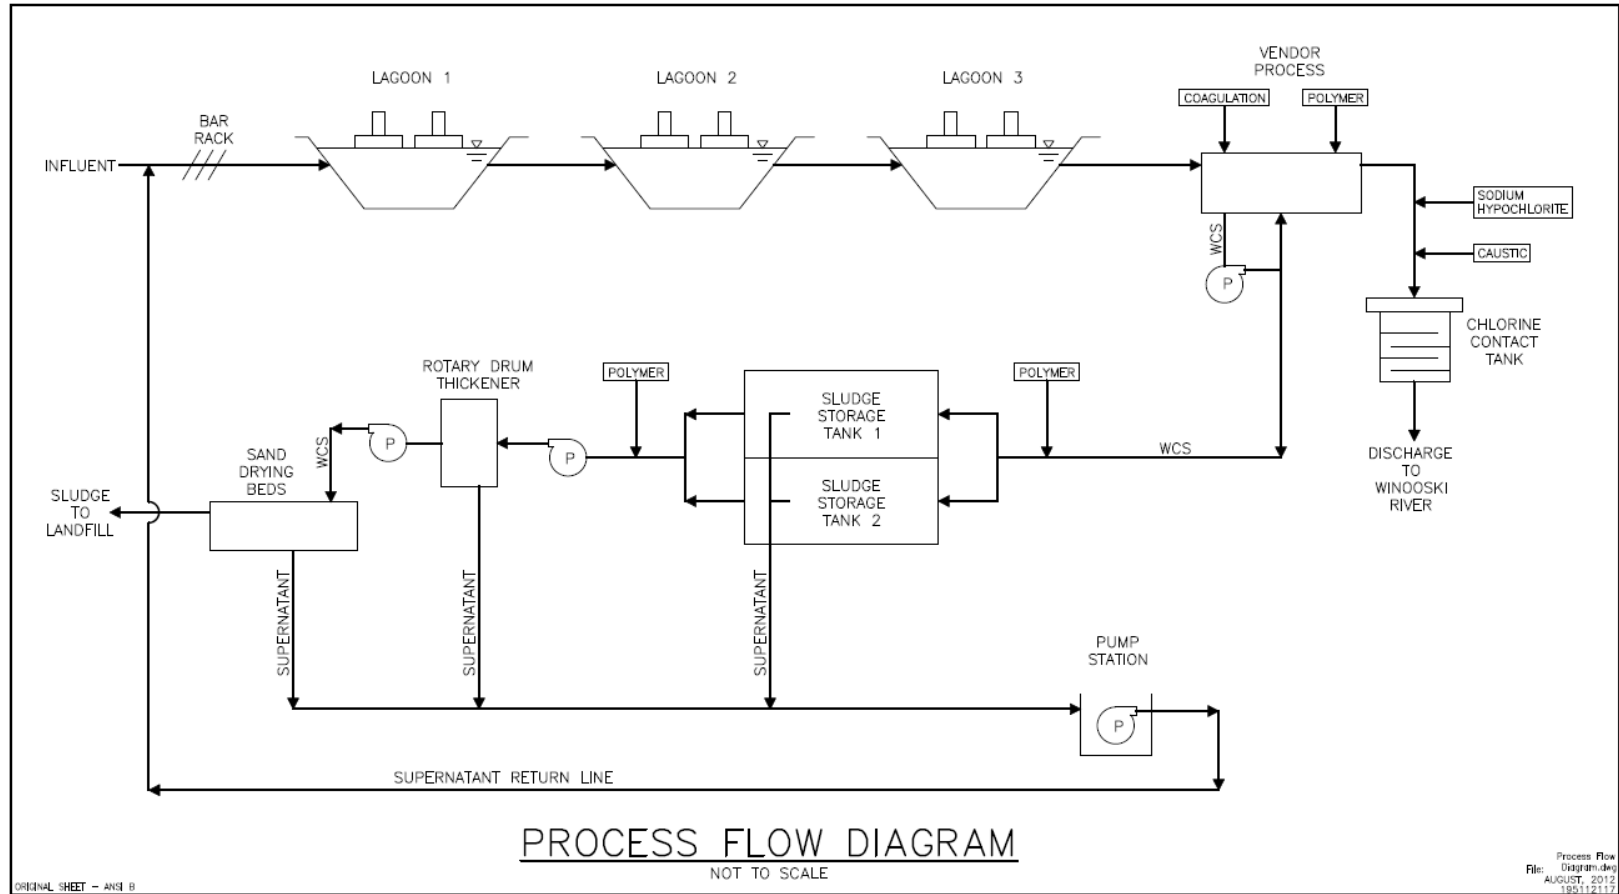 LAGOON 1
LAGOON 2
LAGOON 3
VENDOR
PROCESS
COAGULATION
POLYMER
BAR
RACK
INFLUENT
SODIUM
HYPOCHLORITE
WCS
CAUSTIC
P
CHLORINE
CONTACT
TANK
ROTARY DRUM
THICKENER
POLYMER
POLYMER
SLUDGE
STORAGE
TANK 1
P
P
WCS
WCS
SAND
DRYING
BEDS
DISCHARGE
TO
WINOOSKI
RIVER
SLUDGE
STORAGE
TANK 2
SLUDGE
TO
LANDFILL
SUPERNATANT
SUPERNATANT
SUPERNATANT
PUMP
STATION
P
SUPERNATANT RETURN LINE
PROCESS FLOW DIAGRAM
NOT TO SCALE
ORIGINAL SHEET - ANSI B
Process Flow
File: Diagram.dwg
AUGUST, 2012
195112117